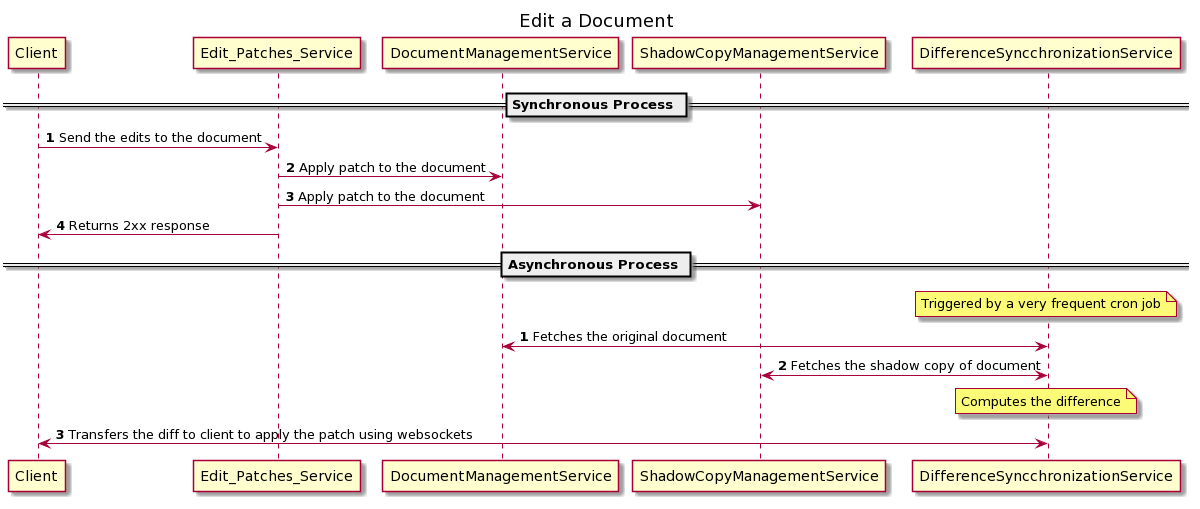 Edit a Document
Client
Edit_Patches_Service
DocumentManagementService
ShadowCopyManagementService
DifferenceSyncchronizationService
Synchronous Process
1 Send the edits to the document
2 Apply patch to the document
3 Apply patch to the document
4 Returns 2xx response
Asynchronous Process
Triggered by a very frequent cron job
1 Fetches the original document
2 Fetches the shadow copy of document
Computes the difference
3 Transfers the diff to client to apply the patch using websockets
Client
Edit_Patches_Service
DocumentManagementService
ShadowCopyManagementService
DifferenceSyncchronizationService